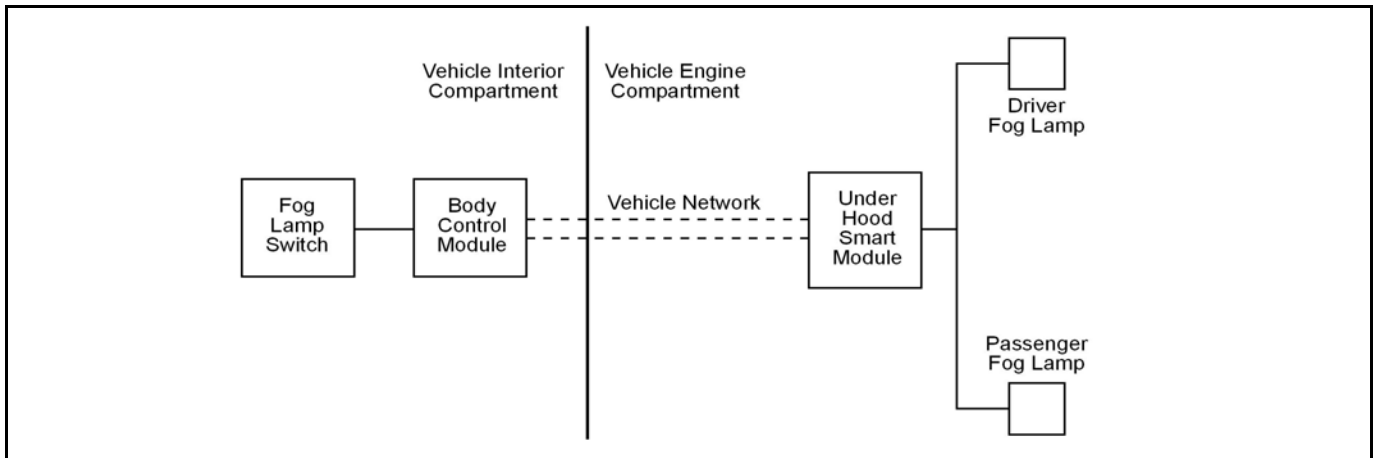 Vehicle Interior
Compartment
Vehicle Engine
Compartment
Driver
Fog Lamp
Fog
Lamp
Switch
Body
Control
Module
Vehicle Network
Under
Hood
Smart
Module
Passenger
Fog Lamp